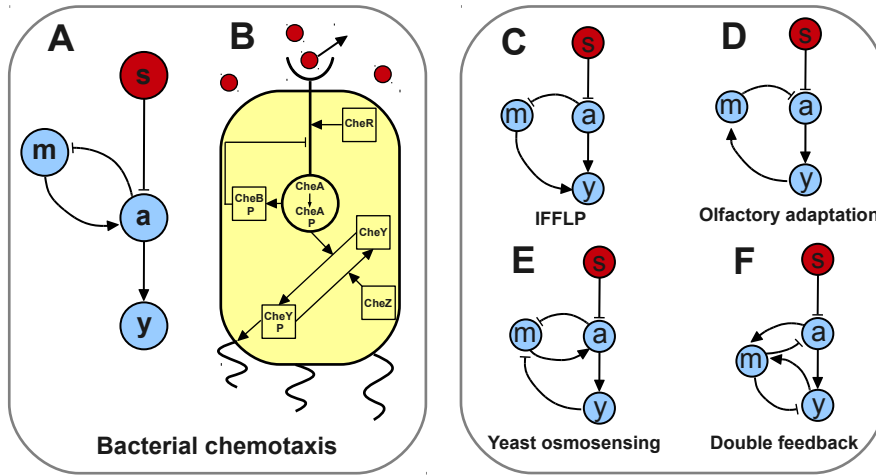 A
s
m
a
y
B
CheR
CheA
CheA
P
CheB
P
CheY
CheZ
CheY
P
Bacterial chemotaxis
C
s
m
a
y
IFFLP
D
s
m
a
y
Olfactory adaptation
E
s
m
a
y
Yeast osmosensing
F
s
a
m
y
Double feedback